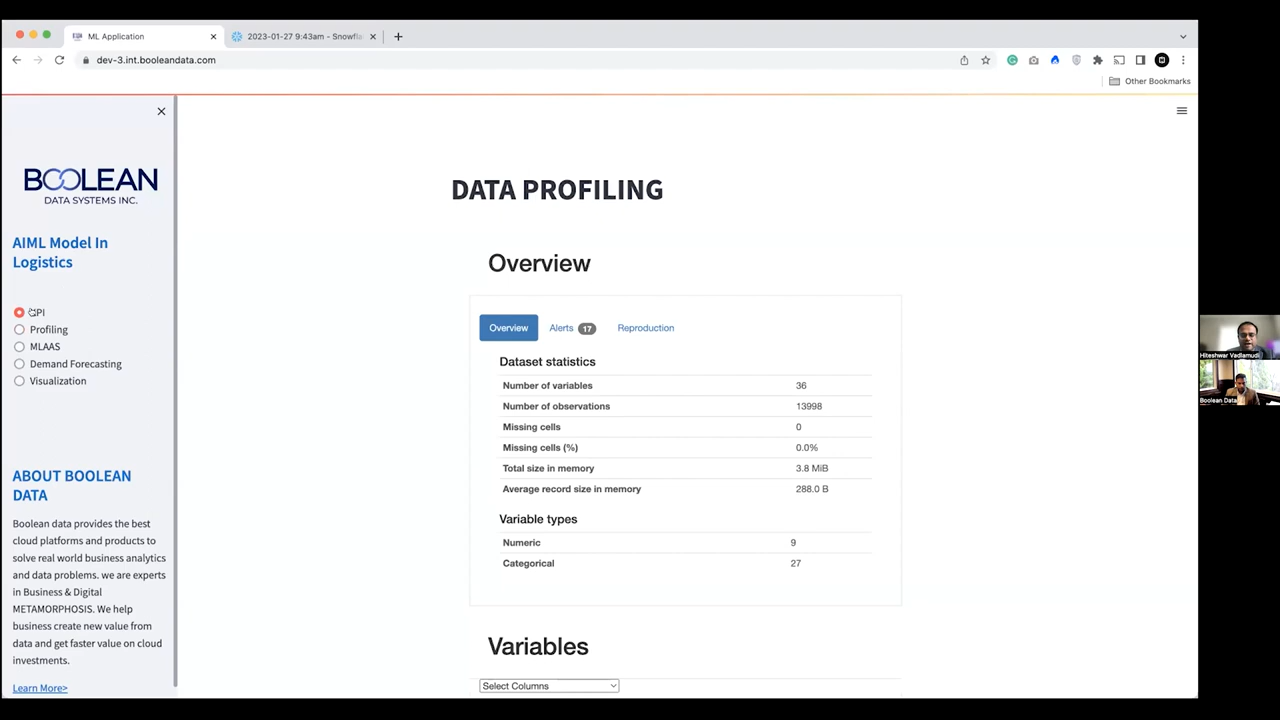 ML Application
2023-01-27 9:43am - Snowfla
dev-3.int.booleandata.com
Other Bookmarks
BOOLEAN
DATA SYSTEMS INC.
AIML Model In
Logistics
Profiling
MLAAS
Demand Forecasting
Visualization
ABOUT BOOLEAN
DATA
Boolean data provides the best
cloud platforms and products to
solve real world business analytics
and data problems. we are experts
in Business & Digital
METAMORPHOSIS. We help
business create new value from
data and get faster value on cloud
investments.
Learn More>
DATA PROFILING
Overview
Overview Alerts 17 Reproduction
Dataset statistics
Number of variables 36
Number of observations 13998
Missing cells 0
Missing cells (%) 0.0%
Total size in memory 3.8 MiB
Average record size in memory 288.0 B
Variable types
Numeric 9
Categorical 27
Variables
Select Columns
Hiteshwar Vadlamudi
Boolean Data